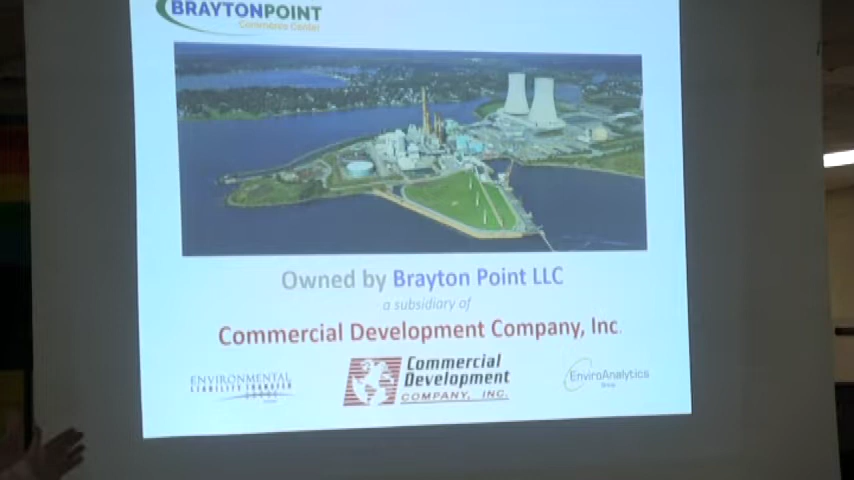 BRAYTONPOINT
Commerce Center
Owned by Brayton Point LLC
a subsidiary of
Commercial Development Company, Inc.
ENVIRONMENTAL
LIABILITY TRANSFER
Commercial
Development
COMPANY, INC.
EnviroAnalytics
Group